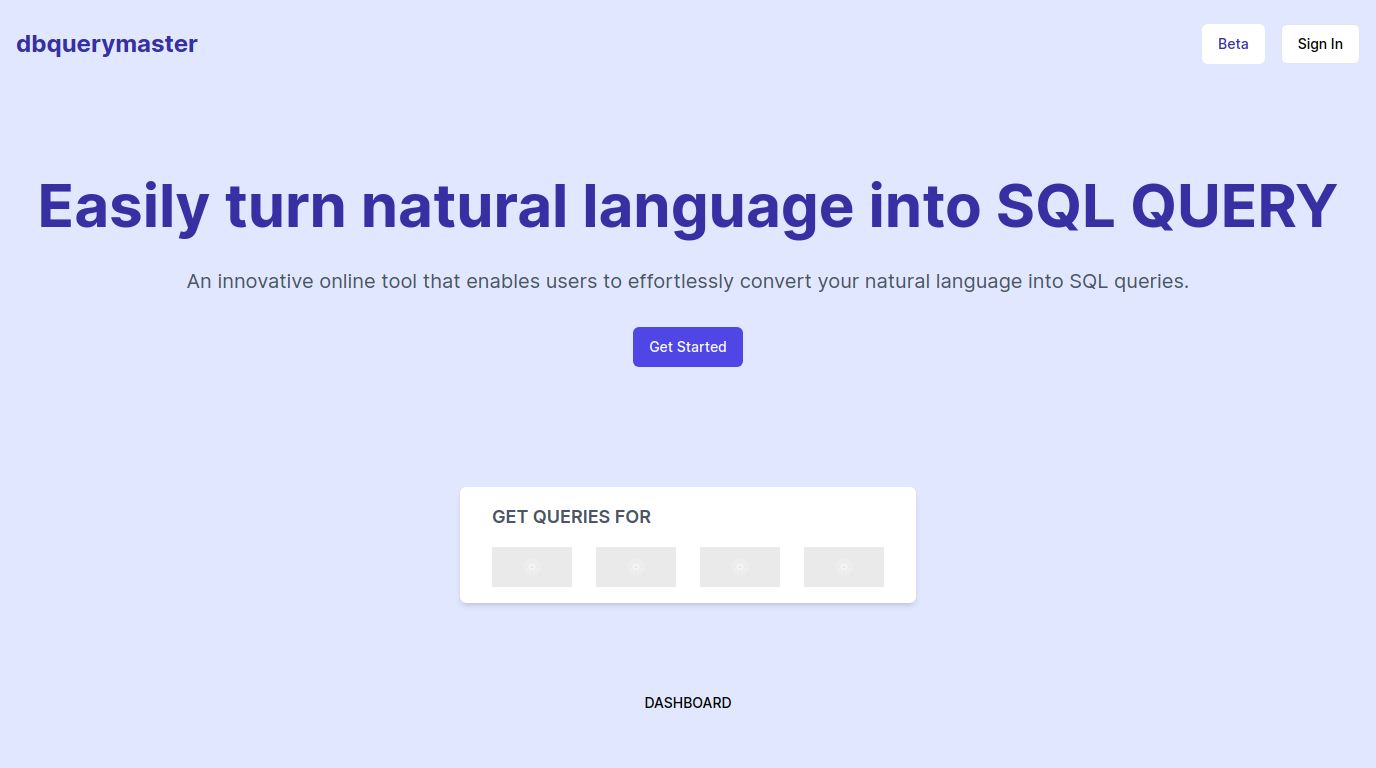 dbquerymaster
Beta
Sign In
Easily turn natural language into SQL QUERY
An innovative online tool that enables users to effortlessly convert your natural language into SQL queries.
Get Started
GET QUERIES FOR
DASHBOARD